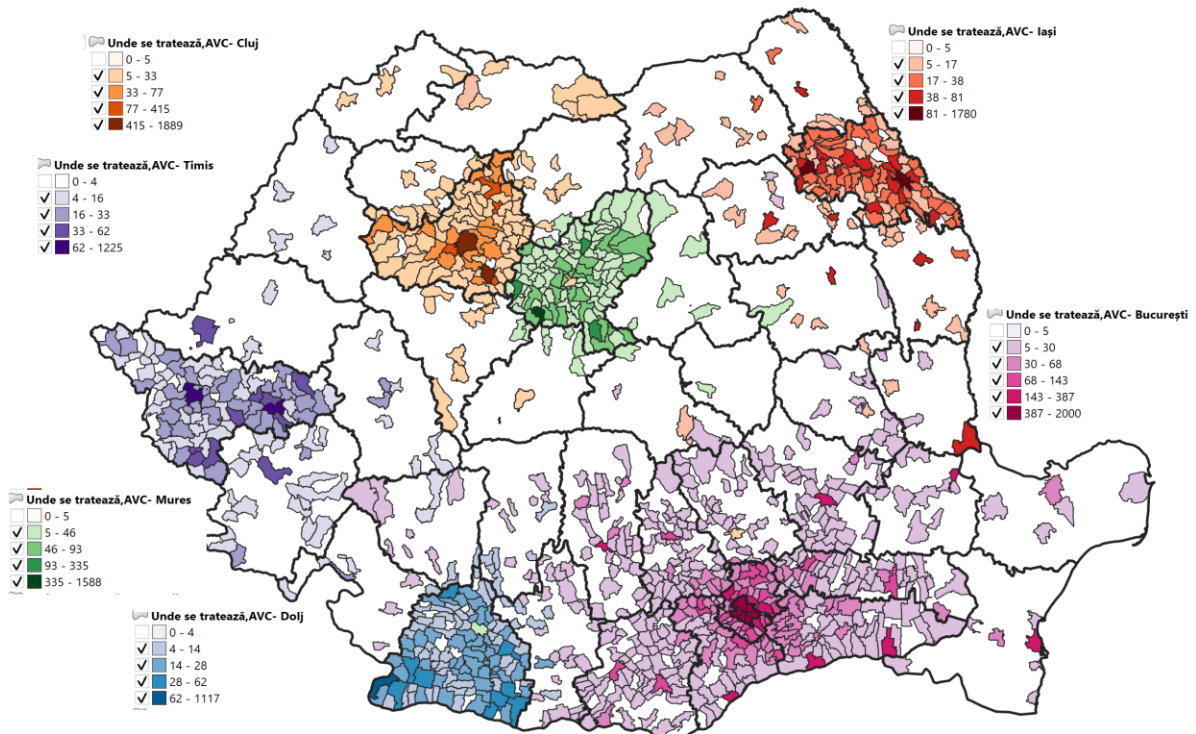 Unde se tratează,AVC- Cluj
0 - 5
5 - 33
33 - 77
77 - 415
415 - 1889
Unde se tratează,AVC- Iași
0 - 5
5 - 17
17 - 38
38 - 81
81 - 1780
Unde se tratează,AVC- Timis
0 - 4
4 - 16
16 - 33
33 - 62
62 - 1225
Unde se tratează,AVC- București
0 - 5
5 - 30
30 - 68
68 - 143
143 - 387
387 - 2000
Unde se tratează,AVC- Mures
0 - 5
5 - 46
46 - 93
93 - 335
335 - 1588
Unde se tratează,AVC- Dolj
0 - 4
4 - 14
14 - 28
28 - 62
62 - 1117